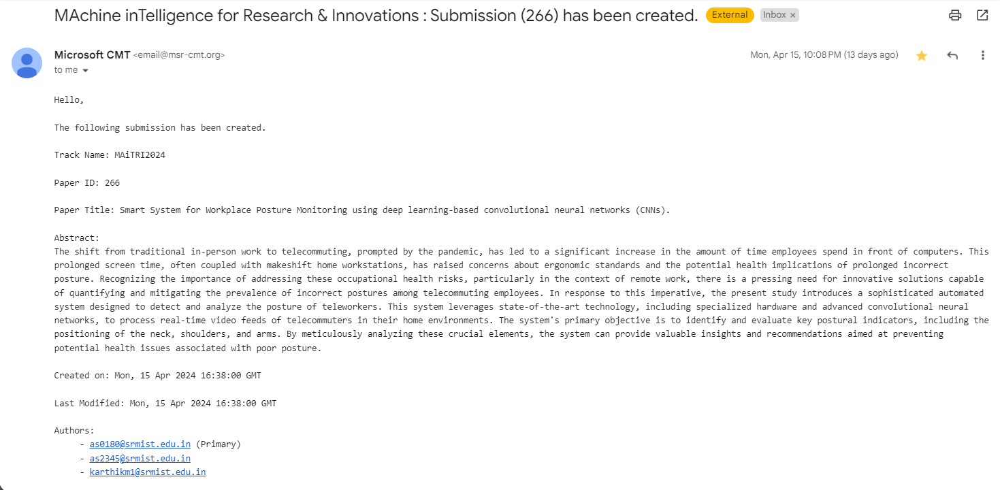 MAchine inTelligence for Research & Innovations : Submission (266) has been created. External Inbox ×
Microsoft CMT <email@msr-cmt.org> Mon, Apr 15, 10:08 PM (13 days ago)
to me
Hello,
The following submission has been created.
Track Name: MAiTRI2024
Paper ID: 266
Paper Title: Smart System for Workplace Posture Monitoring using deep learning-based convolutional neural networks (CNNs).
Abstract:
The shift from traditional in-person work to telecommuting, prompted by the pandemic, has led to a significant increase in the amount of time employees spend in front of computers. This
prolonged screen time, often coupled with makeshift home workstations, has raised concerns about ergonomic standards and the potential health implications of prolonged incorrect
posture. Recognizing the importance of addressing these occupational health risks, particularly in the context of remote work, there is a pressing need for innovative solutions capable
of quantifying and mitigating the prevalence of incorrect postures among telecommuting employees. In response to this imperative, the present study introduces a sophisticated automated
system designed to detect and analyze the posture of teleworkers. This system leverages state-of-the-art technology, including specialized hardware and advanced convolutional neural
networks, to process real-time video feeds of telecommuters in their home environments. The system's primary objective is to identify and evaluate key postural indicators, including the
positioning of the neck, shoulders, and arms. By meticulously analyzing these crucial elements, the system can provide valuable insights and recommendations aimed at preventing
potential health issues associated with poor posture.
Created on: Mon, 15 Apr 2024 16:38:00 GMT
Last Modified: Mon, 15 Apr 2024 16:38:00 GMT
Authors:
- as0180@srmist.edu.in (Primary)
- as2345@srmist.edu.in
- karthikm1@srmist.edu.in